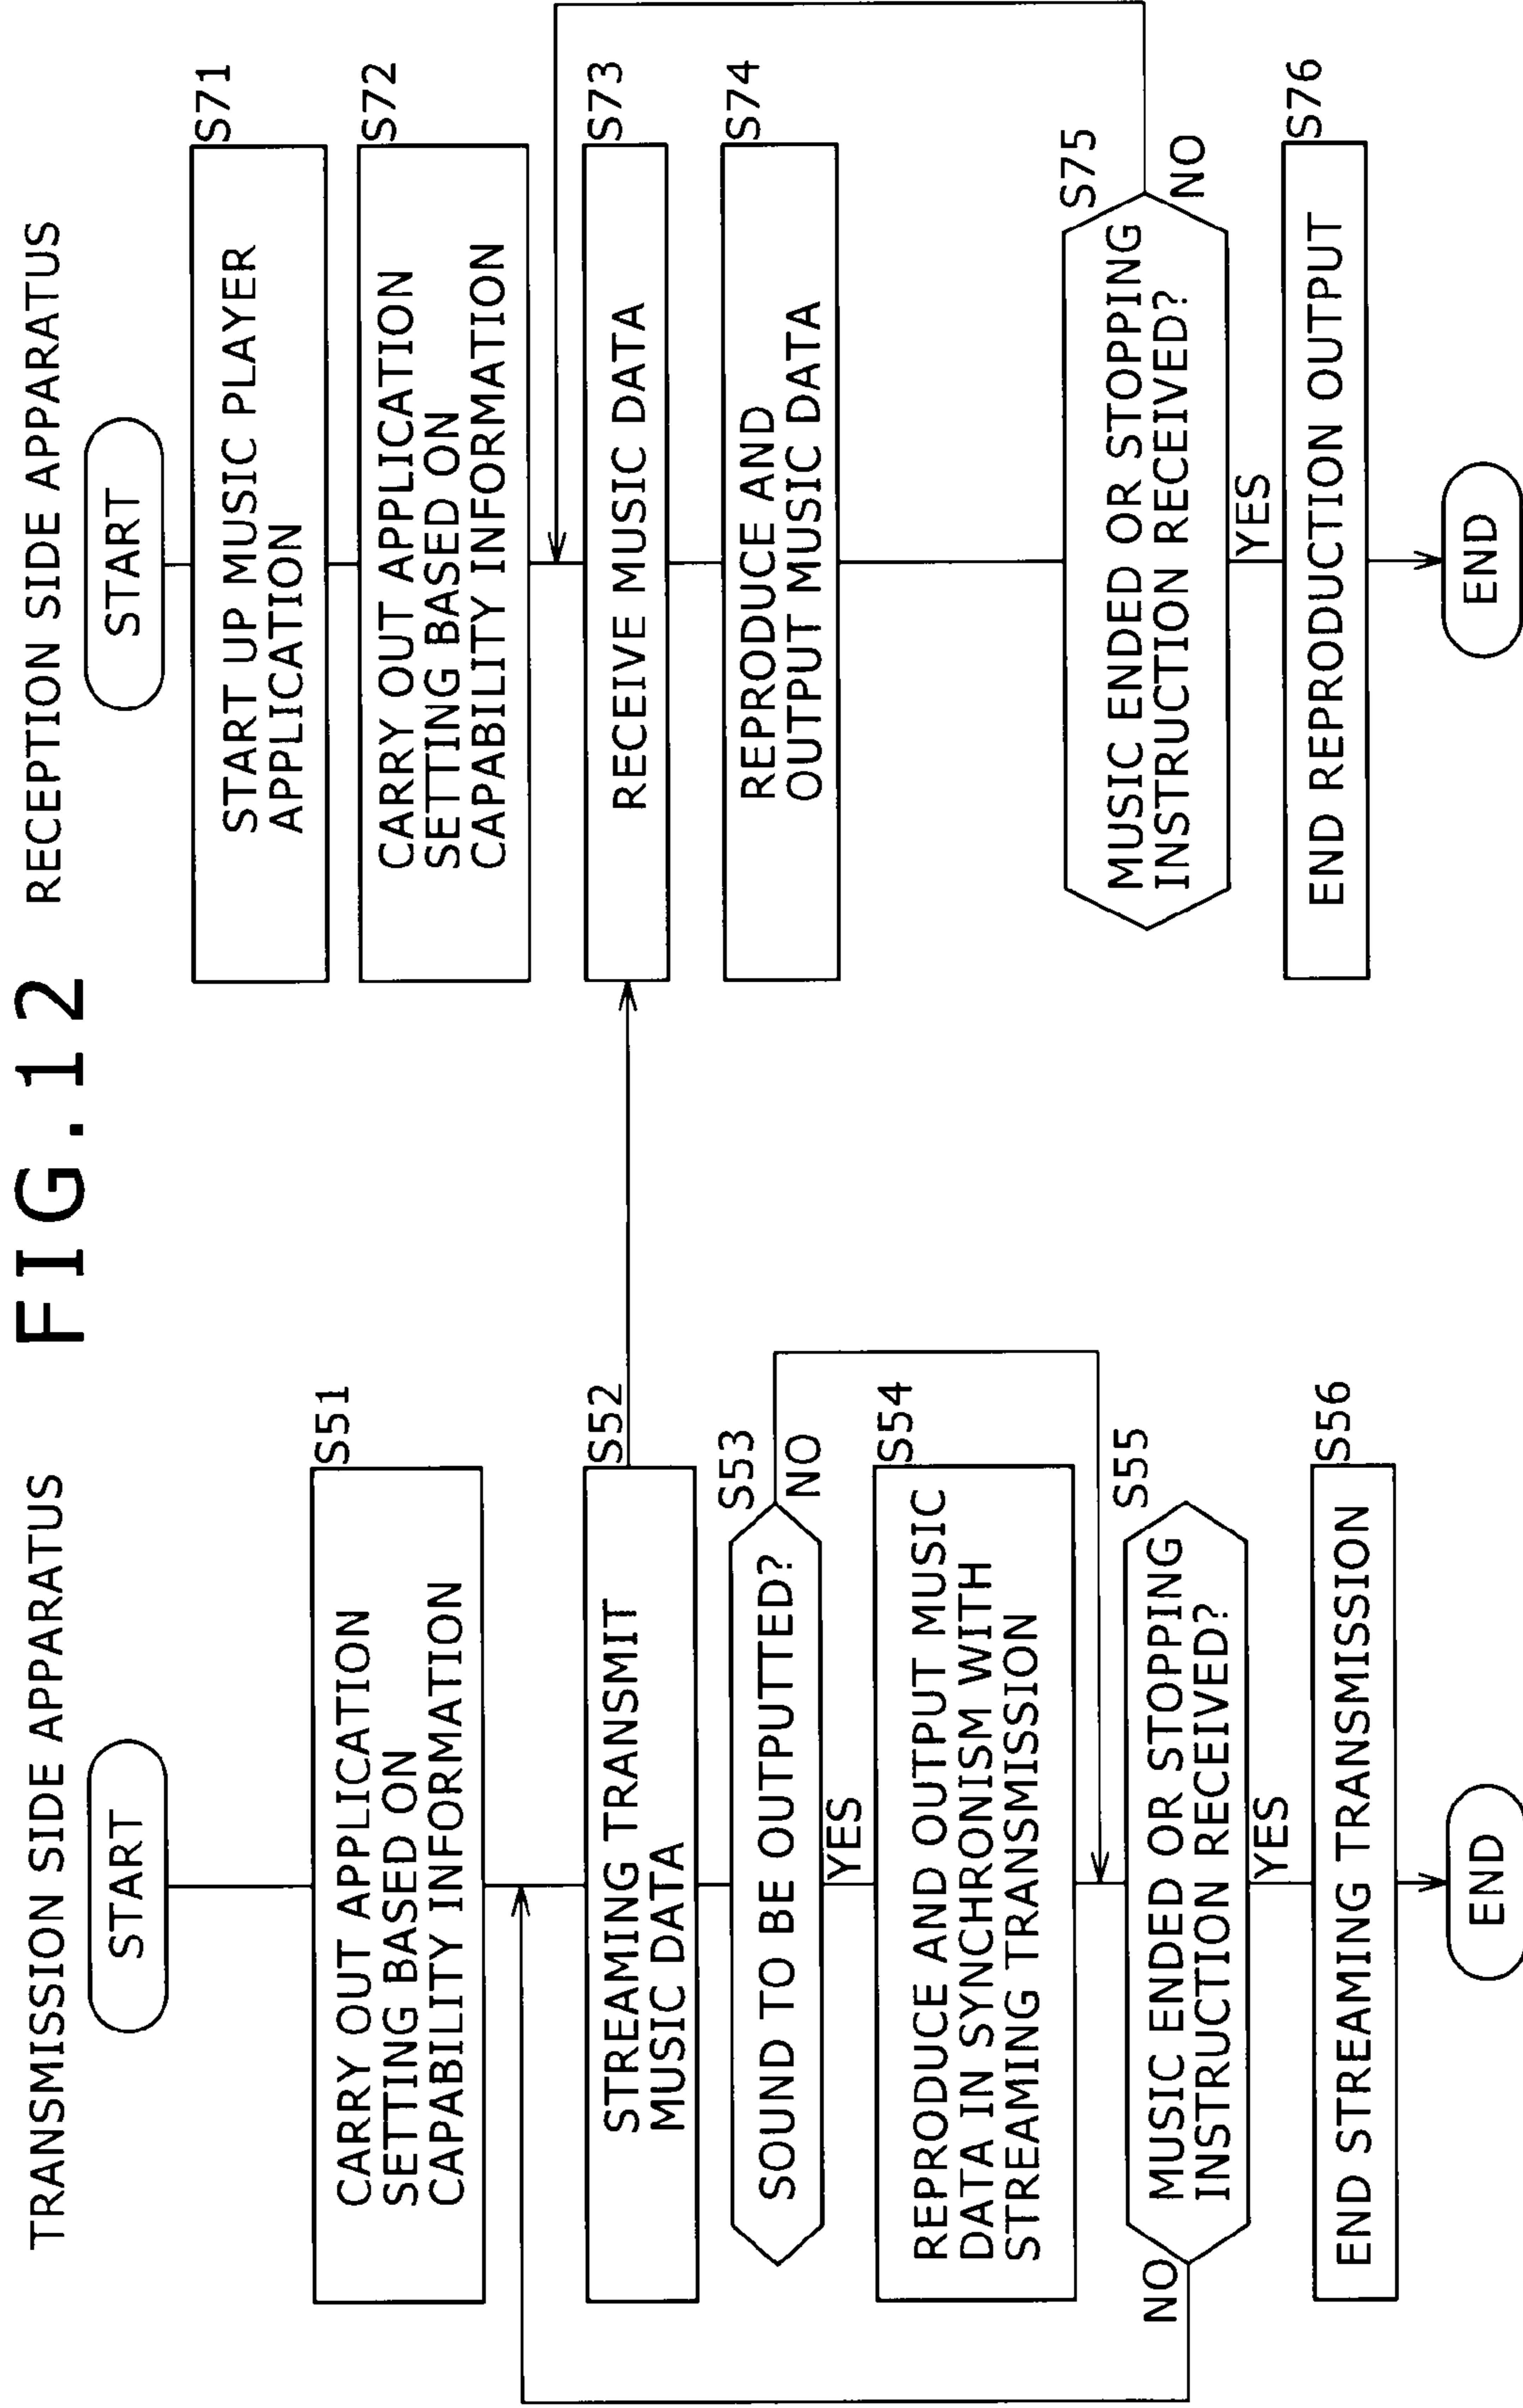 FIG.12
TRANSMISSION SIDE APPARATUS
START
S51
CARRY OUT APPLICATION
SETTING BASED ON
CAPABILITY INFORMATION
S52
STREAMING TRANSMIT
MUSIC DATA
S53
SOUND TO BE OUTPUTTED?
NO
YES
S54
REPRODUCE AND OUTPUT MUSIC
DATA IN SYNCHRONISM WITH
STREAMING TRANSMISSION
S55
MUSIC ENDED OR STOPPING
INSTRUCTION RECEIVED?
NO
YES
S56
END STREAMING TRANSMISSION
END
RECEPTION SIDE APPARATUS
START
S71
START UP MUSIC PLAYER
APPLICATION
S72
CARRY OUT APPLICATION
SETTING BASED ON
CAPABILITY INFORMATION
S73
RECEIVE MUSIC DATA
S74
REPRODUCE AND
OUTPUT MUSIC DATA
S75
MUSIC ENDED OR STOPPING
INSTRUCTION RECEIVED?
NO
YES
S76
END REPRODUCTION OUTPUT
END